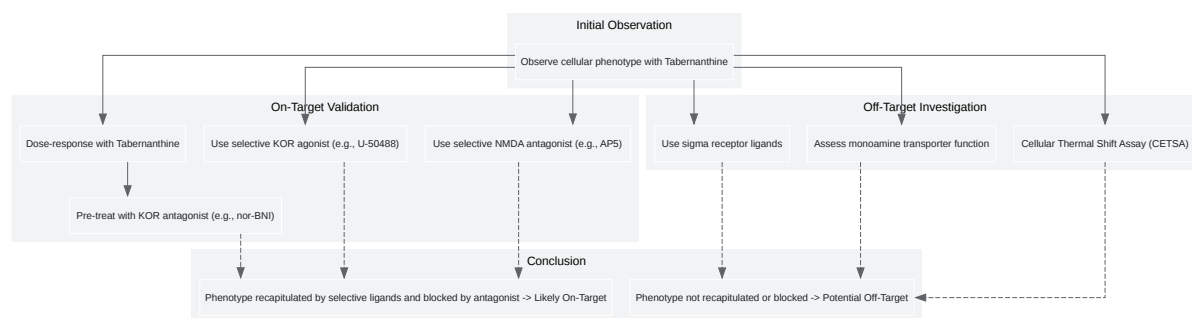 Initial Observation
Observe cellular phenotype with Tabernanthine
On-Target Validation
Off-Target Investigation
Dose-response with Tabernanthine
Use selective KOR agonist (e.g., U-50488)
Use selective NMDA antagonist (e.g., AP5)
Use sigma receptor ligands
Assess monoamine transporter function
Cellular Thermal Shift Assay (CETSA)
Pre-treat with KOR antagonist (e.g., nor-BNI)
Conclusion
Phenotype recapitulated by selective ligands and blocked by antagonist -> Likely On-Target
Phenotype not recapitulated or blocked -> Potential Off-Target